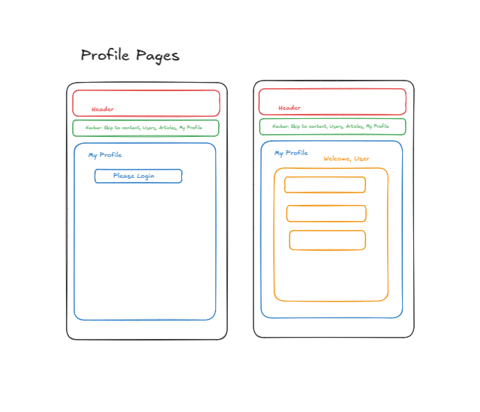 Profile Pages
Header
Navbar: Skip to content, Users, Articles, My Profile
My Profile
Please Login
Header
Navbar: Skip to content, Users, Articles, My Profile
My Profile
Welcome, User